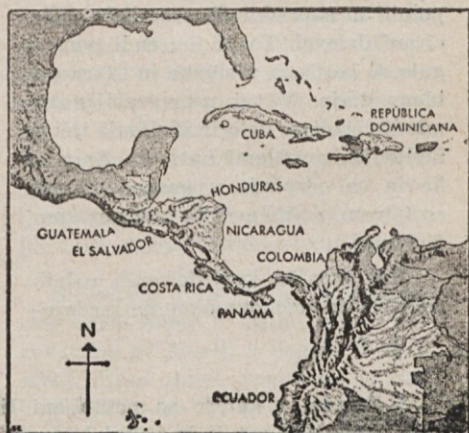 CUBA
REPÚBLICA
DOMINICANA
HONDURAS
GUATEMALA
NICARAGUA
EL SALVADOR
COLOMBIA
COSTA RICA
PANAMA
N
ECUADOR